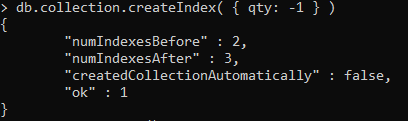 > db.collection.createIndex( { qty: -1 } )
{
        "numIndexesBefore" : 2,
        "numIndexesAfter" : 3,
        "createdCollectionAutomatically" : false,
        "ok" : 1
}